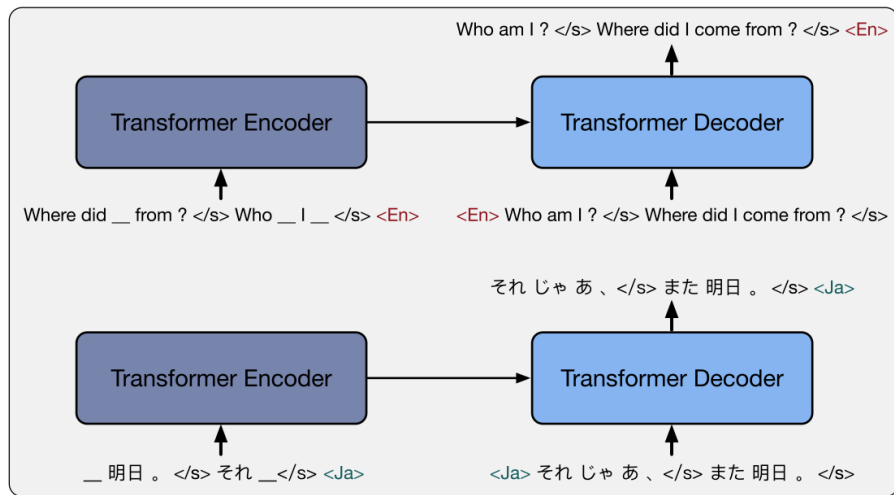 Who am I ? </s> Where did I come from ? </s> <En>
Transformer Encoder
Transformer Decoder
Where did __ from ? </s> Who __ I __ </s> <En>
<En> Who am I ? </s> Where did I come from ? </s>
それ じゃ あ 、</s> また 明日 。 </s> <Ja>
Transformer Encoder
Transformer Decoder
__ 明日 。 </s> それ __</s> <Ja>
<Ja> それ じゃ あ 、</s> また 明日 。 </s>